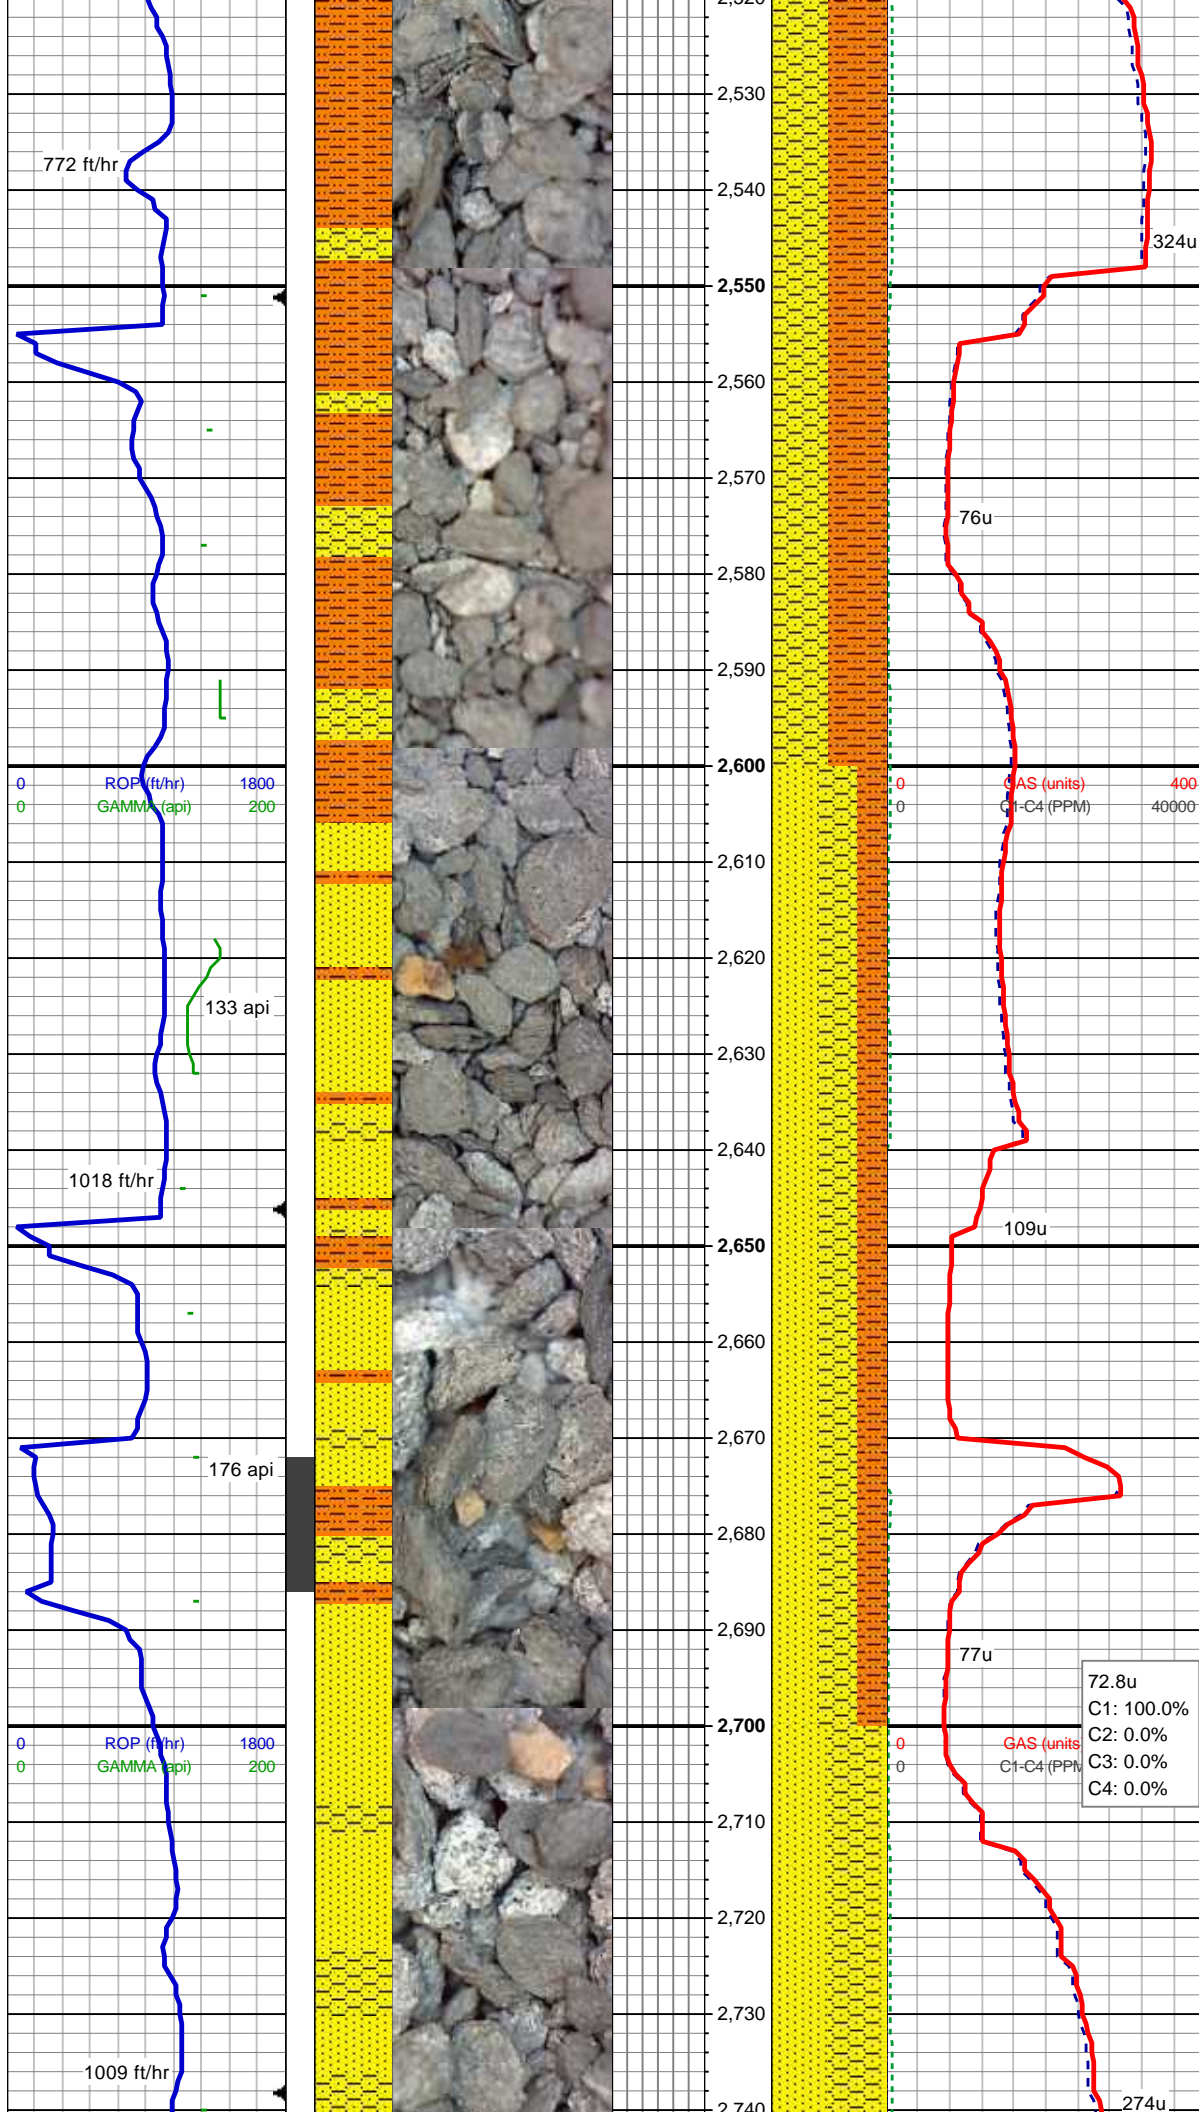 2,520
2,530
772 ft/hr
2,540
324u
2,550
2,560
2,570
76u
2,580
2,590
2,600
0 ROP (ft/hr) 1800
0 GAS (units) 400
0 GAMMA (api) 200
0 C1-C4 (PPM) 40000
2,610
2,620
133 api
2,630
2,640
1018 ft/hr
109u
2,650
2,660
2,670
176 api
2,680
2,690
77u
72.8u
C1: 100.0%
C2: 0.0%
C3: 0.0%
C4: 0.0%
2,700
0 ROP (ft/hr) 1800
0 GAS (units
0 GAMMA (api) 200
0 C1-C4 (PPM
2,710
2,720
2,730
1009 ft/hr
274u
2,740